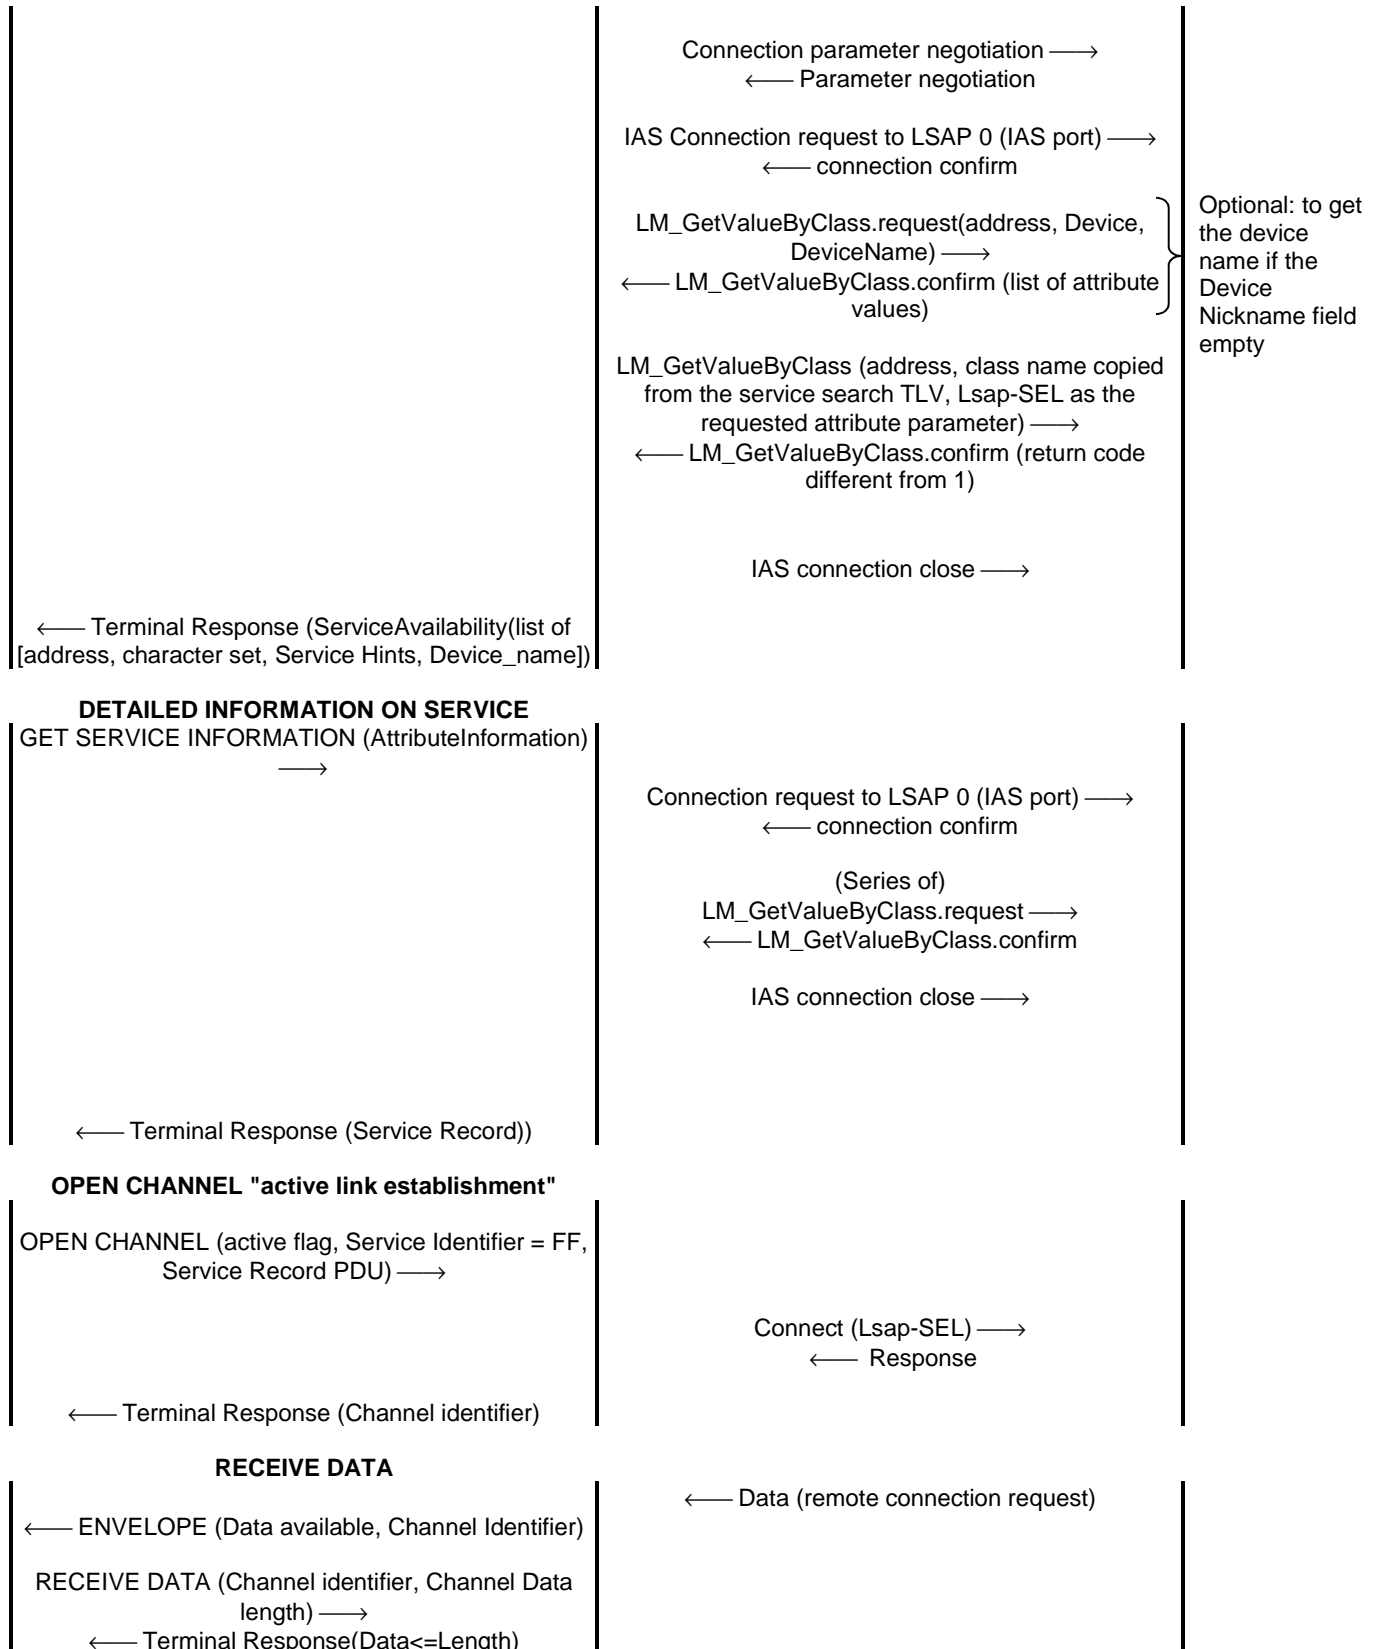 Connection parameter negotiation ⟶
⟵ Parameter negotiation
IAS Connection request to LSAP 0 (IAS port) ⟶
⟵ connection confirm
LM_GetValueByClass.request(address, Device,
DeviceName) ⟶
⟵ LM_GetValueByClass.confirm (list of attribute
values)
Optional: to get
the device
name if the
Device
Nickname field
empty
LM_GetValueByClass (address, class name copied
from the service search TLV, Lsap-SEL as the
requested attribute parameter) ⟶
⟵ LM_GetValueByClass.confirm (return code
different from 1)
IAS connection close ⟶
⟵ Terminal Response (ServiceAvailability(list of
[address, character set, Service Hints, Device_name])
DETAILED INFORMATION ON SERVICE
GET SERVICE INFORMATION (AttributeInformation)
⟶
Connection request to LSAP 0 (IAS port) ⟶
⟵ connection confirm
(Series of)
LM_GetValueByClass.request ⟶
⟵ LM_GetValueByClass.confirm
IAS connection close ⟶
⟵ Terminal Response (Service Record))
OPEN CHANNEL "active link establishment"
OPEN CHANNEL (active flag, Service Identifier = FF,
Service Record PDU) ⟶
Connect (Lsap-SEL) ⟶
⟵ Response
⟵ Terminal Response (Channel identifier)
RECEIVE DATA
⟵ Data (remote connection request)
⟵ ENVELOPE (Data available, Channel Identifier)
RECEIVE DATA (Channel identifier, Channel Data
length) ⟶
⟵ Terminal Response(Data<=Length)